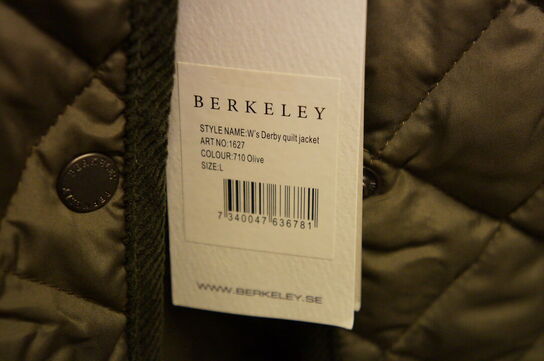 BERKELEY
STYLE NAME:W's Derby quilt jacket
ART NO:1627
COLOUR:710 Olive
SIZE:L
7 340047 636781
WWW.BERKELEY.SE
BERKELEY